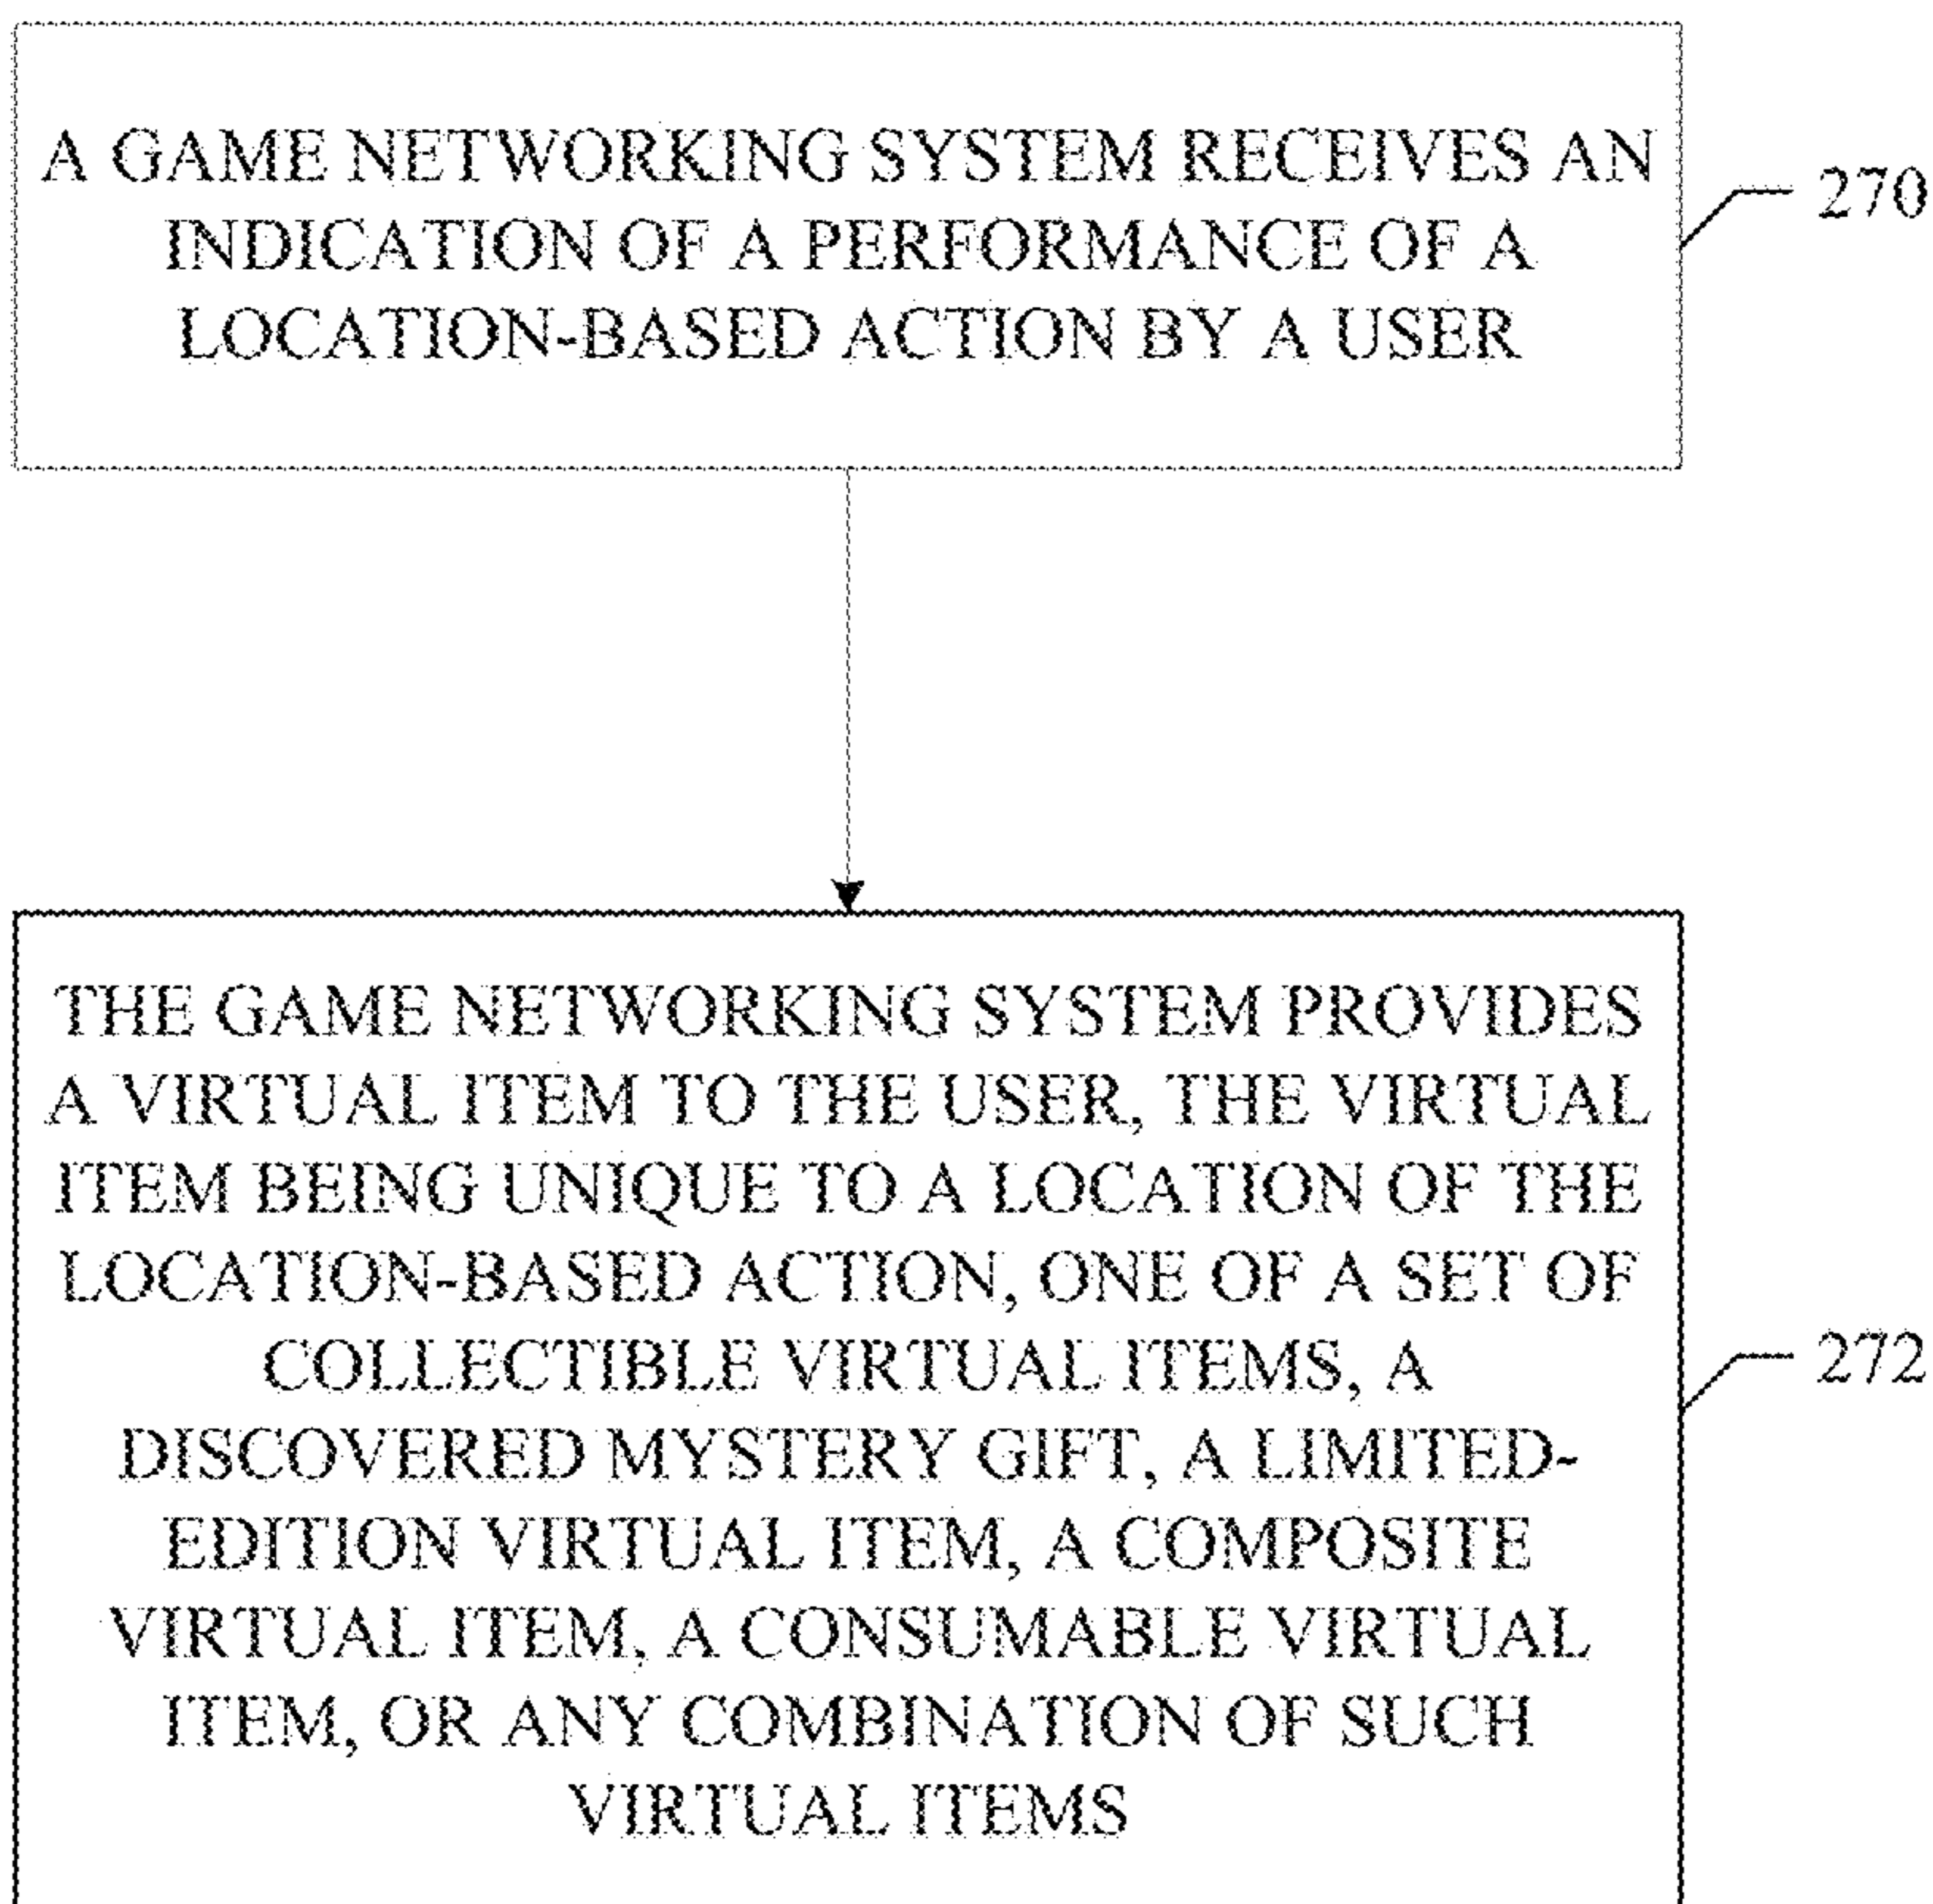 A GAME NETWORKING SYSTEM RECEIVES AN
INDICATION OF A PERFORMANCE OF A
LOCATION-BASED ACTION BY A USER
270
THE GAME NETWORKING SYSTEM PROVIDES
A VIRTUAL ITEM TO THE USER, THE VIRTUAL
ITEM BEING UNIQUE TO A LOCATION OF THE
LOCATION-BASED ACTION, ONE OF A SET OF
COLLECTIBLE VIRTUAL ITEMS, A
DISCOVERED MYSTERY GIFT, A LIMITED-
EDITION VIRTUAL ITEM, A COMPOSITE
VIRTUAL ITEM, A CONSUMABLE VIRTUAL
ITEM, OR ANY COMBINATION OF SUCH
VIRTUAL ITEMS
272